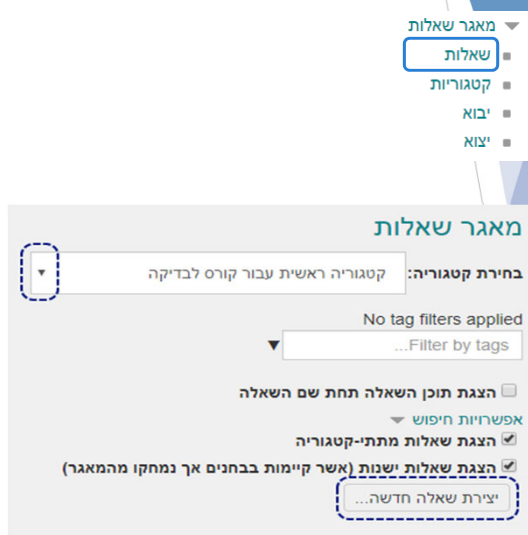 מאגר שאלות
שאלות
קטגוריות
יבוא
יצוא
מאגר שאלות
בחירת קטגוריה: קטגוריה ראשית עבור קורס לבדיקה
No tag filters applied
Filter by tags...
הצגת תוכן השאלה תחת שם השאלה
אפשרויות חיפוש
הצגת שאלות מתתי-קטגוריה
הצגת שאלות ישנות (אשר קיימות בבחנים אך נמחקו מהמאגר)
יצירת שאלה חדשה...